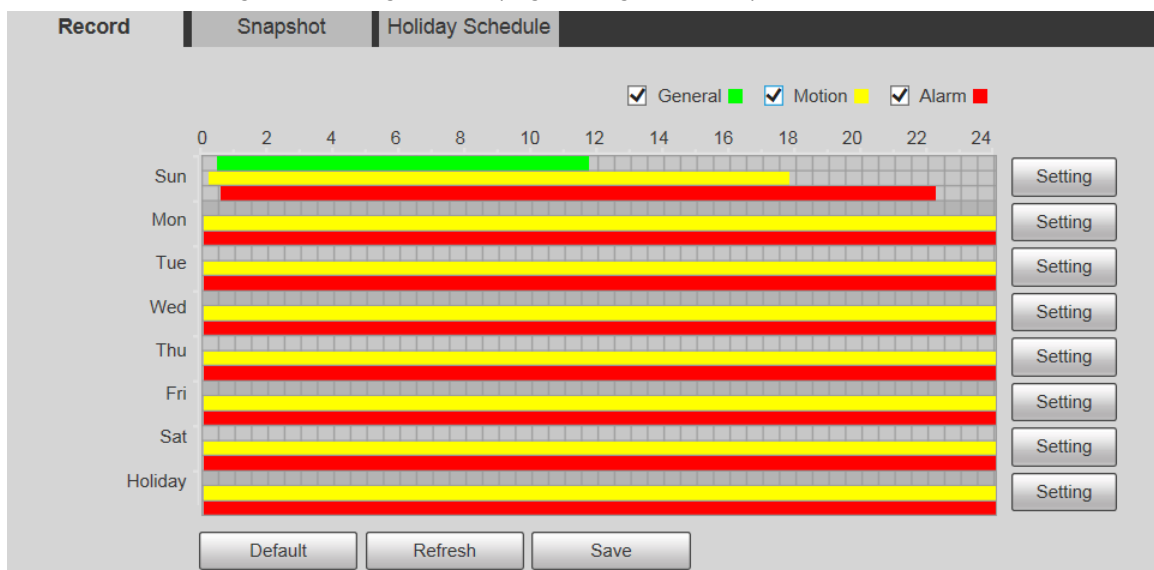 Record Snapshot Holiday Schedule
General Motion Alarm
0 2 4 6 8 10 12 14 16 18 20 22 24
Sun Setting
Mon Setting
Tue Setting
Wed Setting
Thu Setting
Fri Setting
Sat Setting
Holiday Setting
Default Refresh Save